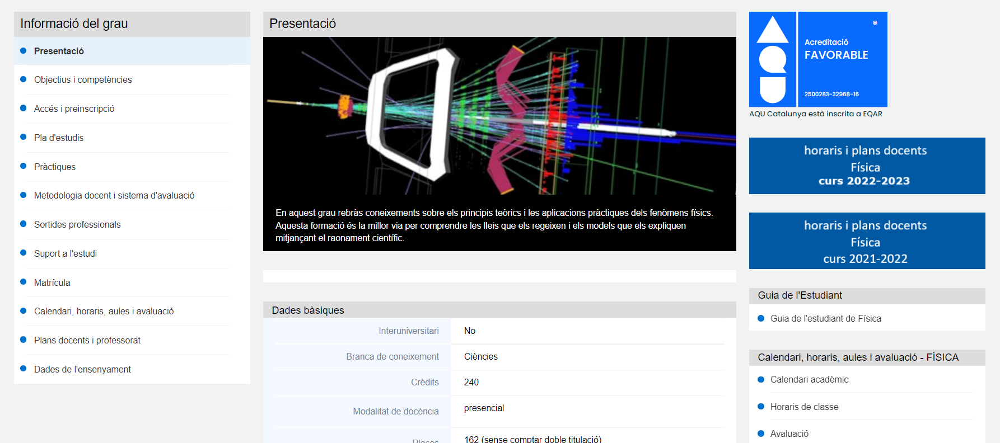 Informació del grau
Presentació
Objectius i competències
Accés i preinscripció
Pla d'estudis
Pràctiques
Metodologia docent i sistema d'avaluació
Sortides professionals
Suport a l'estudi
Matrícula
Calendari, horaris, aules i avaluació
Plans docents i professorat
Dades de l'ensenyament
Presentació
En aquest grau rebràs coneixements sobre els principis teòrics i les aplicacions pràctiques dels fenòmens físics.
Aquesta formació és la millor via per comprendre les lleis que els regeixen i els models que els expliquen
mitjançant el raonament científic.
Dades bàsiques
Interuniversitari No
Branca de coneixement Ciències
Crèdits 240
Modalitat de docència presencial
Places 162 (sense comptar doble titulació)
AQU
Acreditació
FAVORABLE
2500283-32968-16
AQU Catalunya està inscrita a EQAR
horaris i plans docents
Física
curs 2022-2023
horaris i plans docents
Física
curs 2021-2022
Guia de l'Estudiant
Guia de l'estudiant de Física
Calendari, horaris, aules i avaluació - FÍSICA
Calendari acadèmic
Horaris de classe
Avaluació